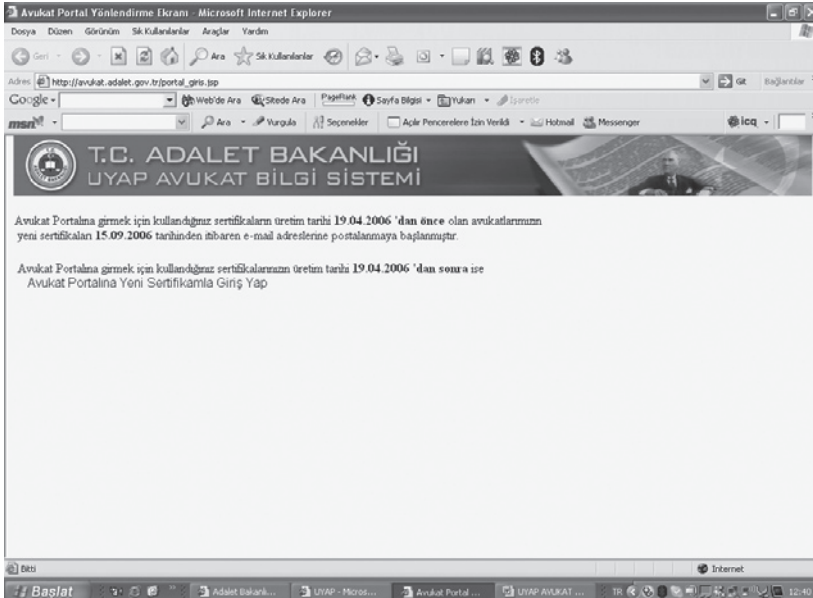 Avukat Portal Yönlendirme Ekranı - Microsoft Internet Explorer
Dosya Düzen Görünüm Sık Kullanılanlar Araçlar Yardım
Geri Ara Sık Kullanılanlar
Adres http://avukat.adalet.gov.tr/portal_giris.jsp Git Bağlantılar
Google Web'de Ara Sitede Ara PageRank Sayfa Bilgisi Yukarı İşaretle
msn Ara Vurgula Seçenekler Açılır Pencerelere İzin Verildi Hotmail Messenger icq
T.C. ADALET BAKANLIĞI
UYAP AVUKAT BİLGİ SİSTEMİ
Avukat Portalına girmek için kullandığınız sertifikaların üretim tarihi 19.04.2006 'dan önce olan avukatlarımızın
yeni sertifikaları 15.09.2006 tarihinden itibaren e-mail adreslerine postalanmaya başlanmıştır.
Avukat Portalına girmek için kullandığınız sertifikalarınızın üretim tarihi 19.04.2006 'dan sonra ise
Avukat Portalına Yeni Sertifikamla Giriş Yap
Bitti Internet
Başlat Adalet Bakanlı... UYAP - Micros... Avukat Portal ... UYAP AVUKAT ... TR 12:40